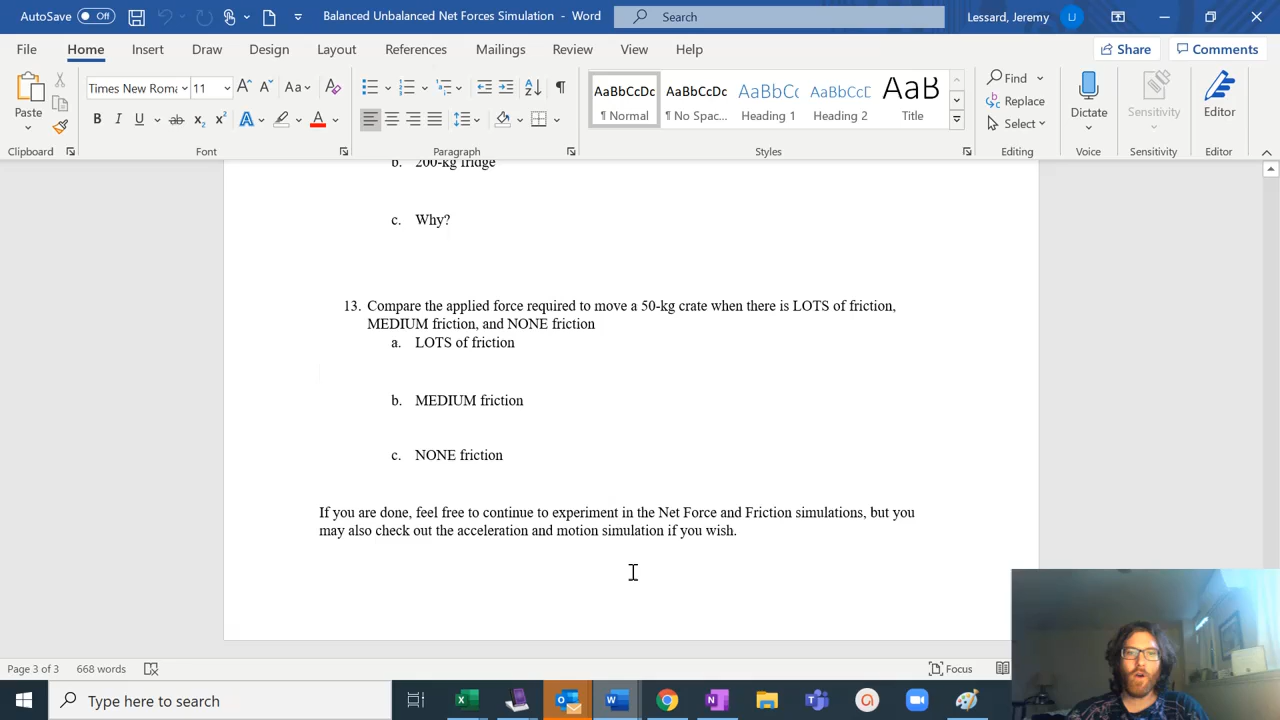 AutoSave Off
Balanced Unbalanced Net Forces Simulation - Word
Search
Lessard, Jeremy
U
File Home Insert Draw Design Layout References Mailings Review View Help
Share Comments
Paste
Times New Roma 11
Aa
AaBbCcDc AaBbCcDc AaBbCc AaBbCcD AaB
¶ Normal ¶ No Spac... Heading 1 Heading 2 Title
Find
Replace
Select
Dictate
Sensitivity
Editor
Clipboard Font Paragraph Styles Editing Voice Sensitivity Editor
b. 200-kg fridge
c. Why?
13. Compare the applied force required to move a 50-kg crate when there is LOTS of friction,
MEDIUM friction, and NONE friction
a. LOTS of friction
b. MEDIUM friction
c. NONE friction
If you are done, feel free to continue to experiment in the Net Force and Friction simulations, but you
may also check out the acceleration and motion simulation if you wish.
Page 3 of 3 668 words
Focus
Type here to search